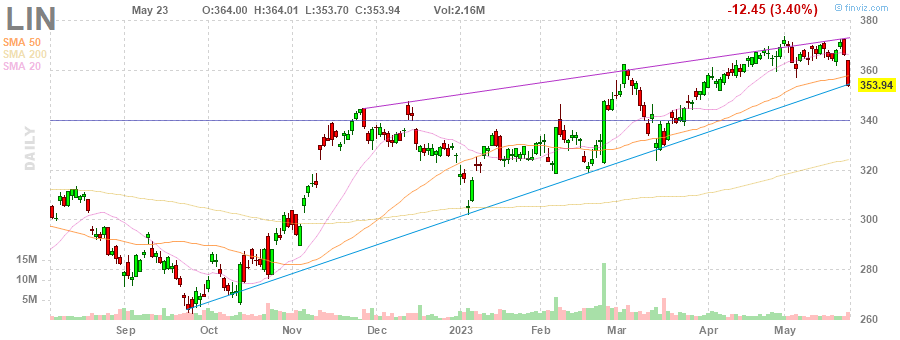 LIN May 23 O:364.00 H:364.01 L:353.70 C:353.94 Vol:2.16M -12.45 (3.40%) finviz.com
SMA 50
SMA 200
SMA 20
DAILY
380
360
353.94
340
320
300
280
260
15M
10M
5M
Sep Oct Nov Dec 2023 Feb Mar Apr May